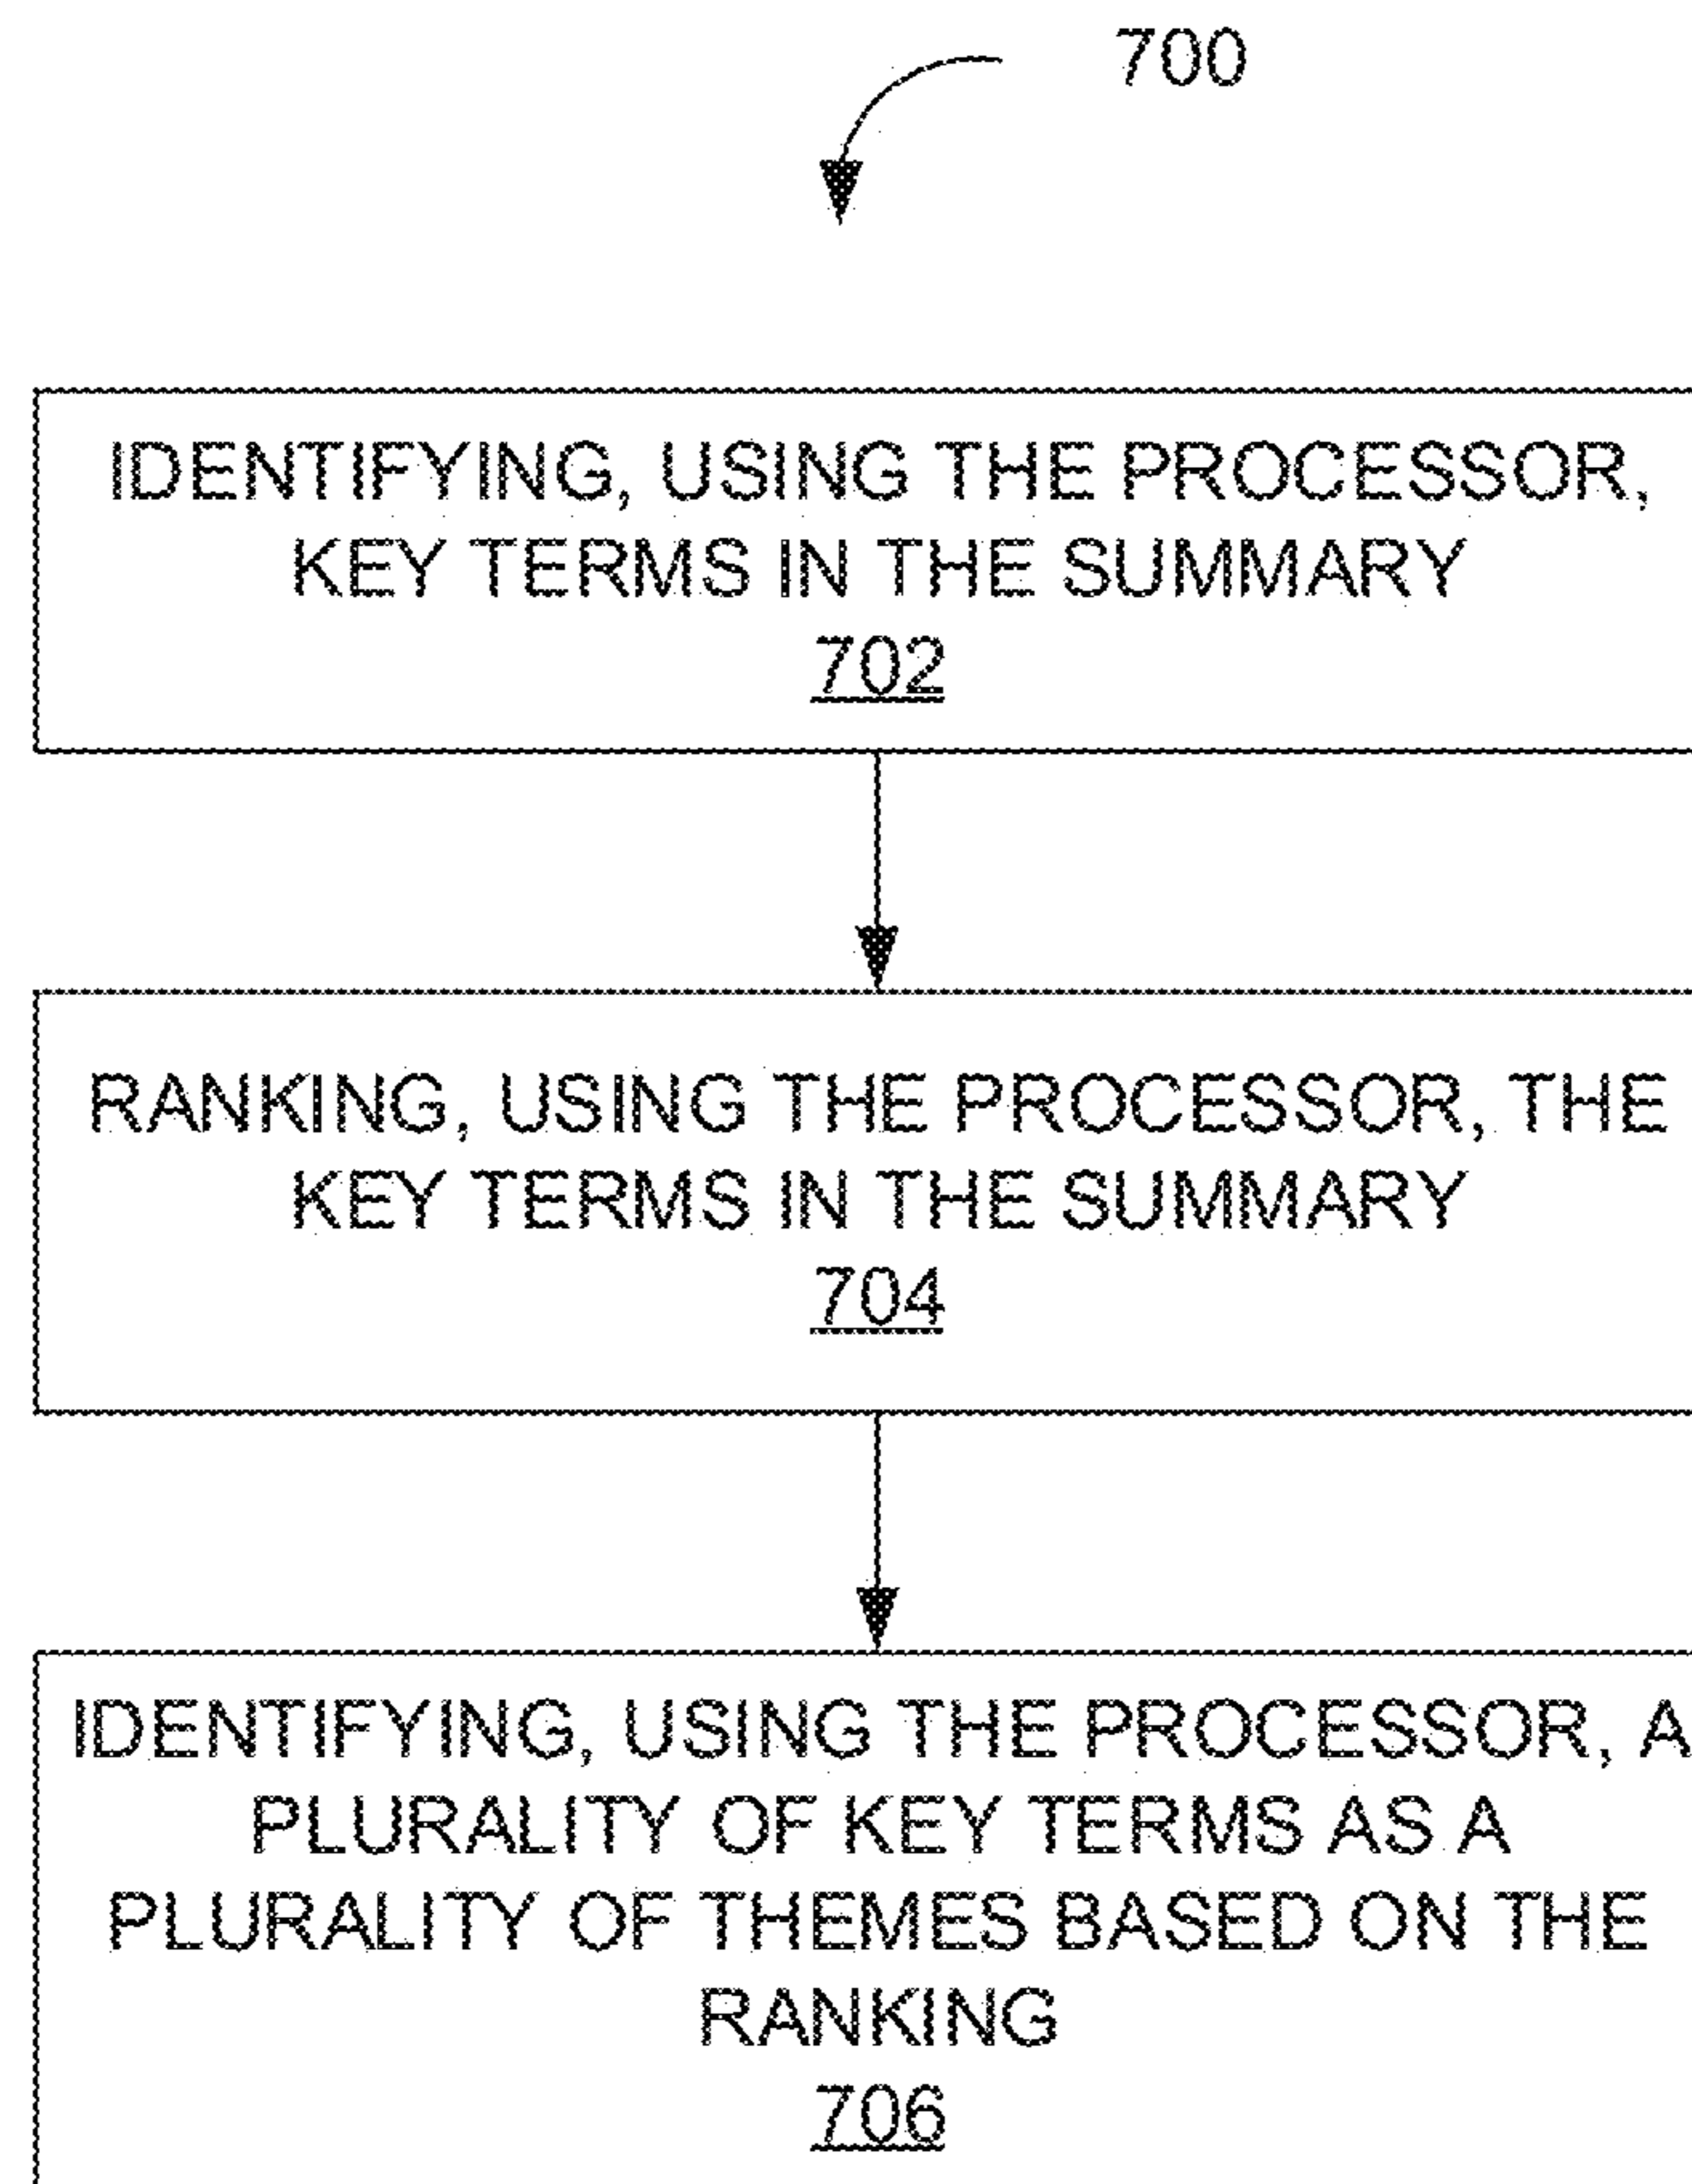 700
IDENTIFYING, USING THE PROCESSOR,
KEY TERMS IN THE SUMMARY
702
RANKING, USING THE PROCESSOR, THE
KEY TERMS IN THE SUMMARY
704
IDENTIFYING, USING THE PROCESSOR, A
PLURALITY OF KEY TERMS AS A
PLURALITY OF THEMES BASED ON THE
RANKING
706